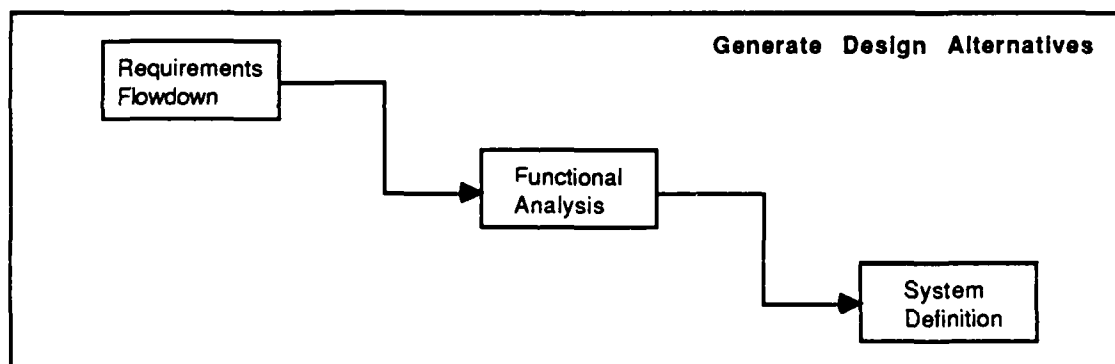 Generate Design Alternatives
Requirements
Flowdown
Functional
Analysis
System
Definition